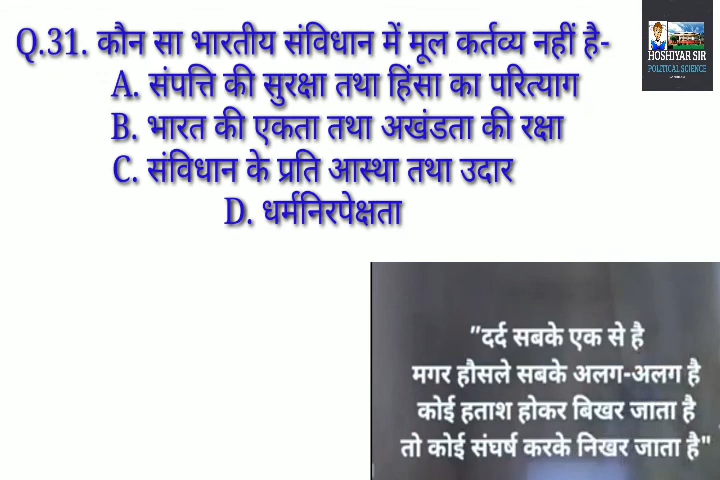 Q.31. कौन सा भारतीय संविधान में मूल कर्तव्य नहीं है-
A. संपत्ति की सुरक्षा तथा हिंसा का परित्याग
B. भारत की एकता तथा अखंडता की रक्षा
C. संविधान के प्रति आस्था तथा उदार
D. धर्मनिरपेक्षता
HOSHIYAR SIR
POLITICAL SCIENCE
"दर्द सबके एक से है
मगर हौसले सबके अलग-अलग है
कोई हताश होकर बिखर जाता है
तो कोई संघर्ष करके निखर जाता है"